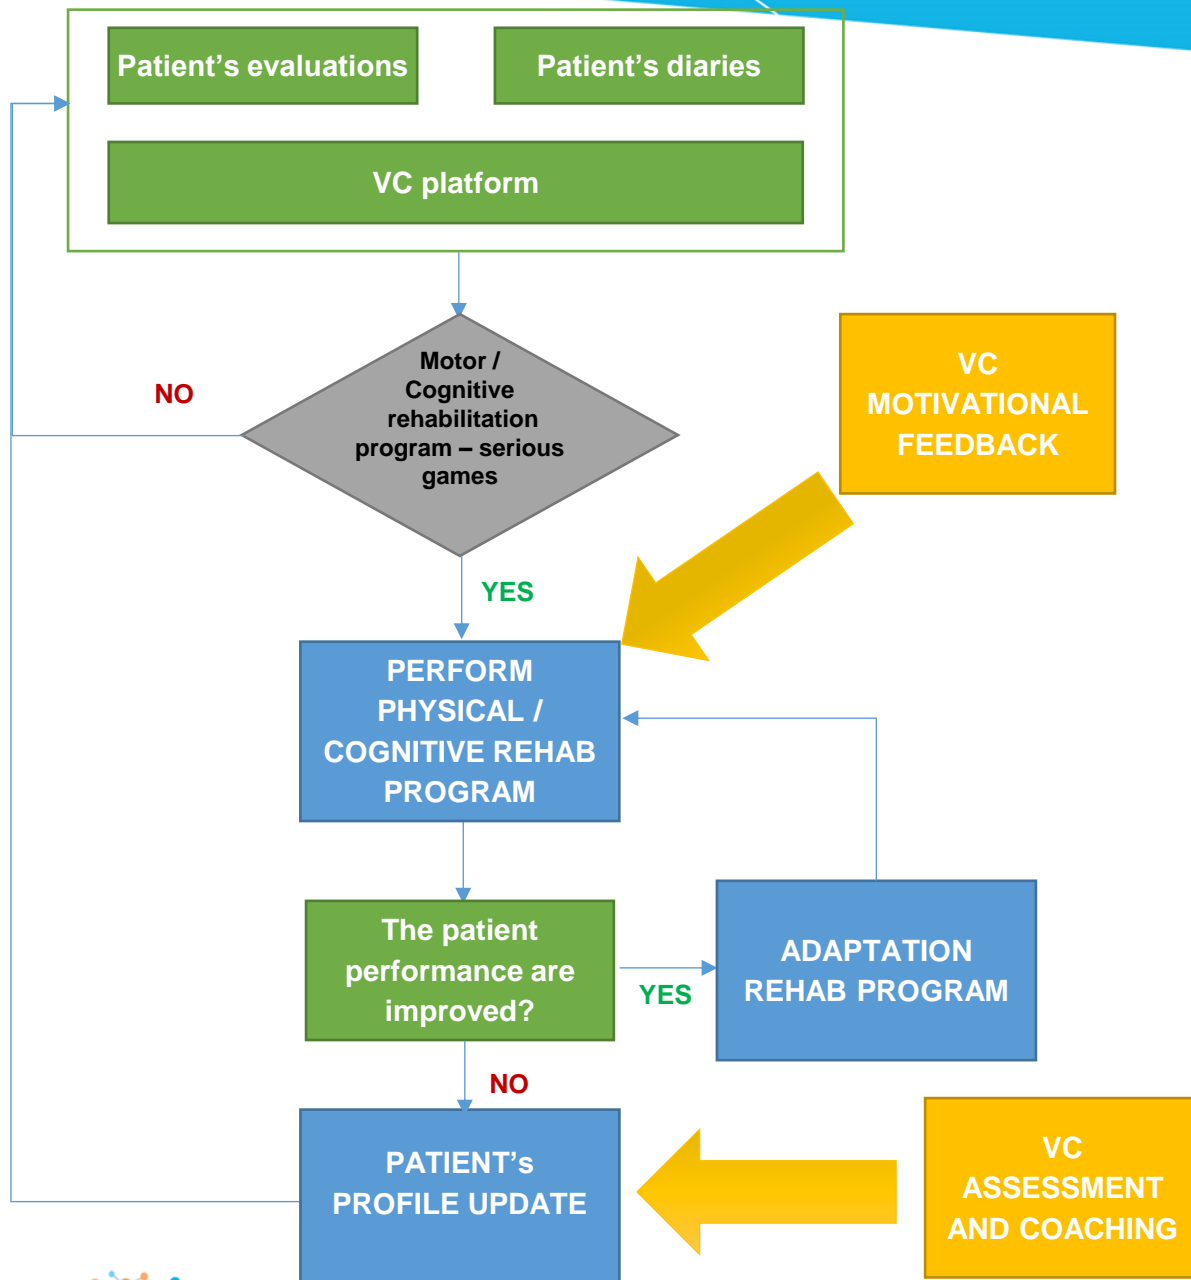 Patient's evaluations
Patient's diaries
VC platform
Motor /
Cognitive
rehabilitation
program – serious
games
NO
VC
MOTIVATIONAL
FEEDBACK
YES
PERFORM
PHYSICAL /
COGNITIVE REHAB
PROGRAM
The patient
performance are
improved?
YES
ADAPTATION
REHAB PROGRAM
NO
PATIENT's
PROFILE UPDATE
VC
ASSESSMENT
AND COACHING